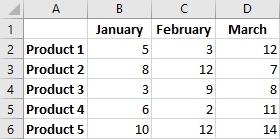 A B C D
1 January February March
2 Product 1 5 3 12
3 Product 2 8 12 7
4 Product 3 3 9 8
5 Product 4 6 2 11
6 Product 5 10 12 14